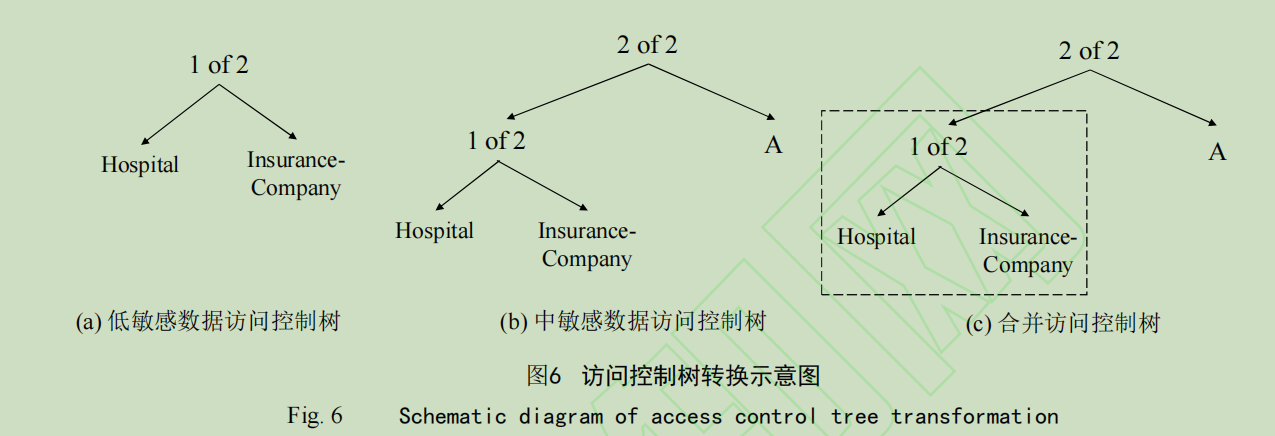 1 of 2
Hospital
Insurance-
Company
(a) 低敏感数据访问控制树
2 of 2
1 of 2
A
Hospital
Insurance-
Company
(b) 中敏感数据访问控制树
2 of 2
1 of 2
A
Hospital
Insurance-
Company
(c) 合并访问控制树
图6 访问控制树转换示意图
Fig. 6 Schematic diagram of access control tree transformation